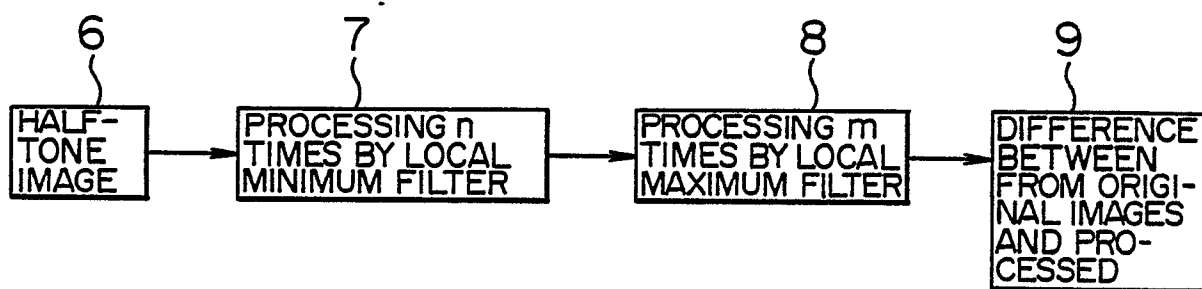 6
7
8
9
HALF-
TONE
IMAGE
PROCESSING n
TIMES BY LOCAL
MINIMUM FILTER
PROCESSING m
TIMES BY LOCAL
MAXIMUM FILTER
DIFFERENCE
BETWEEN
FROM ORIGI-
NAL IMAGES
AND PRO-
CESSED